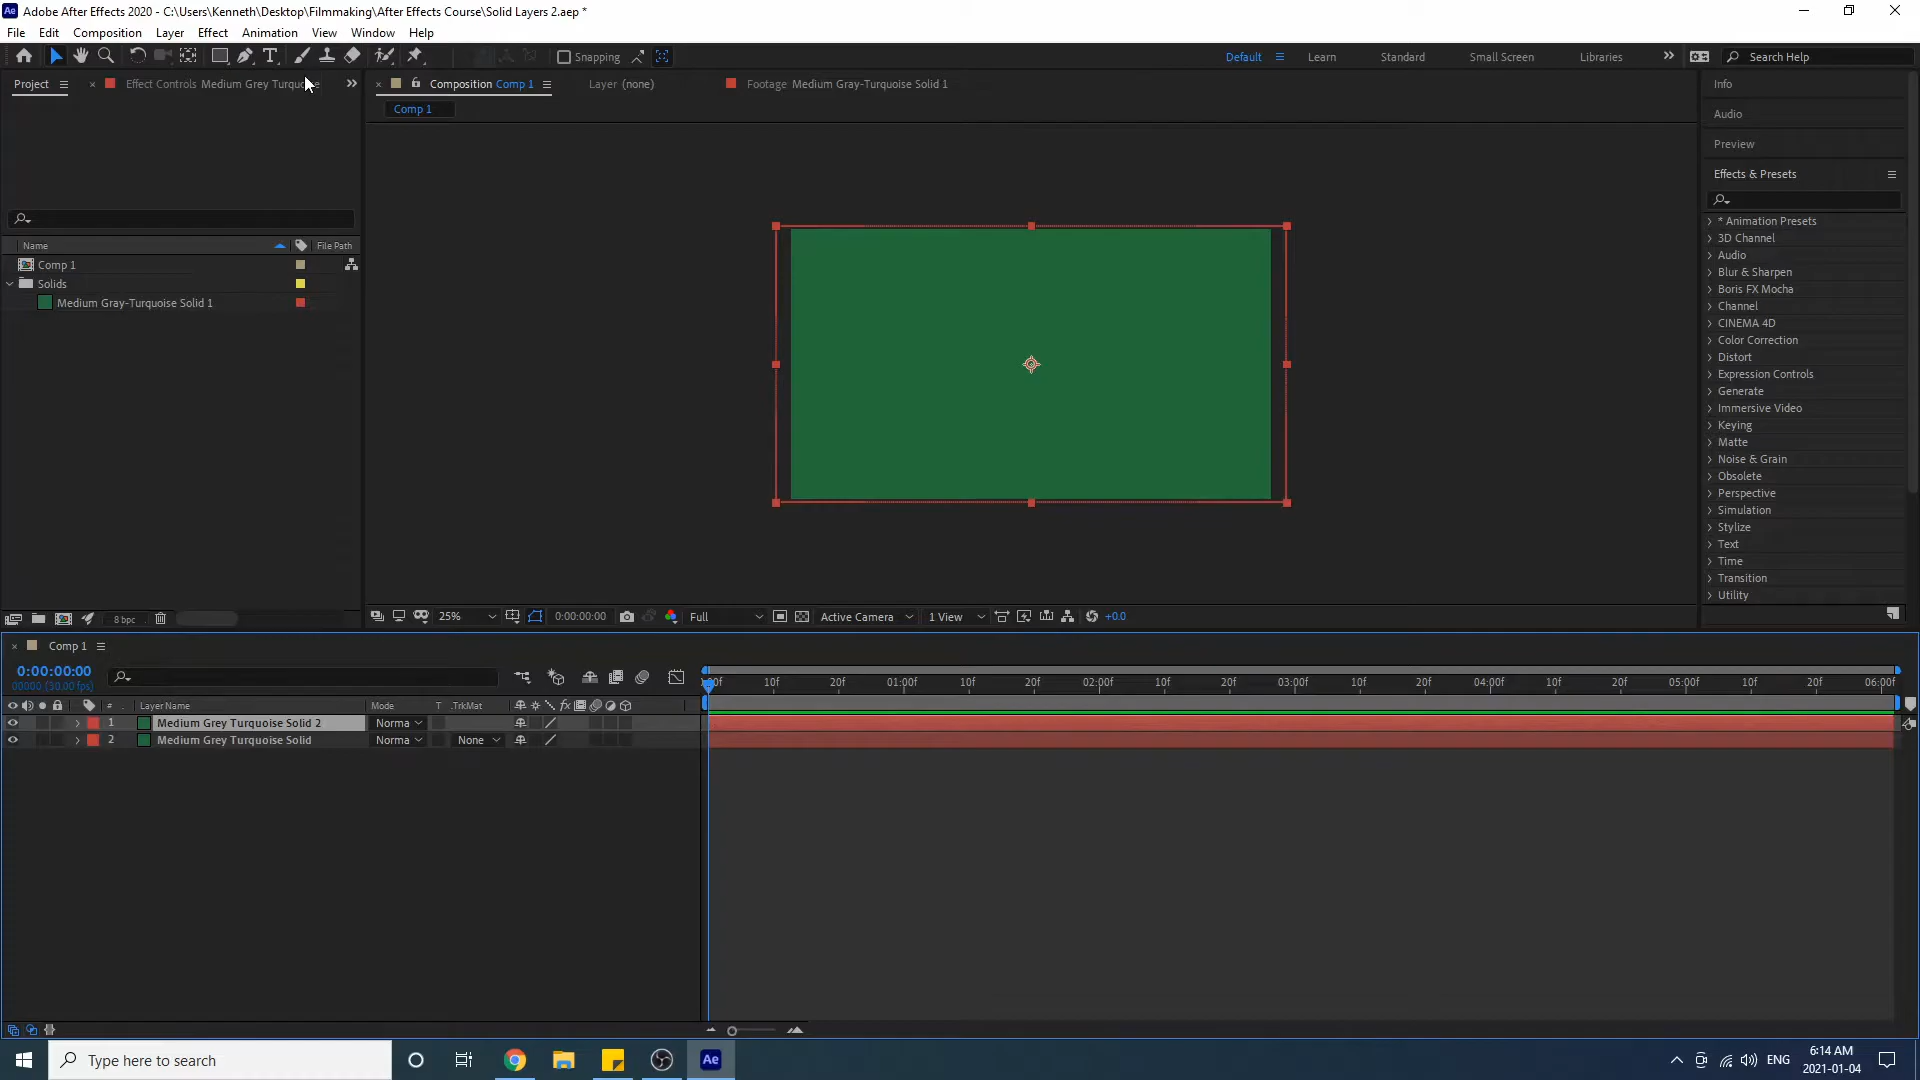 Adobe After Effects 2020 - C:\Users\Kenneth\Desktop\Filmmaking\After Effects Course\Solid Layers 2.aep *
File Edit Composition Layer Effect Animation View Window Help
Snapping Default Learn Standard Small Screen Libraries Search Help
Project Effect Controls Medium Grey Turquoise Composition Comp 1 Layer (none) Footage Medium Gray-Turquoise Solid 1 Info
Comp 1
Audio
Preview
Effects & Presets
* Animation Presets
3D Channel
Audio
Blur & Sharpen
Boris FX Mocha
Channel
CINEMA 4D
Color Correction
Distort
Expression Controls
Generate
Immersive Video
Keying
Matte
Noise & Grain
Obsolete
Perspective
Simulation
Stylize
Text
Time
Transition
Utility
Name File Path
Comp 1
Solids
Medium Gray-Turquoise Solid 1
8 bpc 25% 0:00:00:00 Full Active Camera 1 View +0.0
Comp 1
0:00:00:00
00000 (30.00 fps)
:00f 10f 20f 01:00f 10f 20f 02:00f 10f 20f 03:00f 10f 20f 04:00f 10f 20f 05:00f 10f 20f 06:00f
# Layer Name Mode T .TrkMat
1 Medium Grey Turquoise Solid 2 Norma
2 Medium Grey Turquoise Solid Norma None
Type here to search
Ae
ENG
6:14 AM
2021-01-04